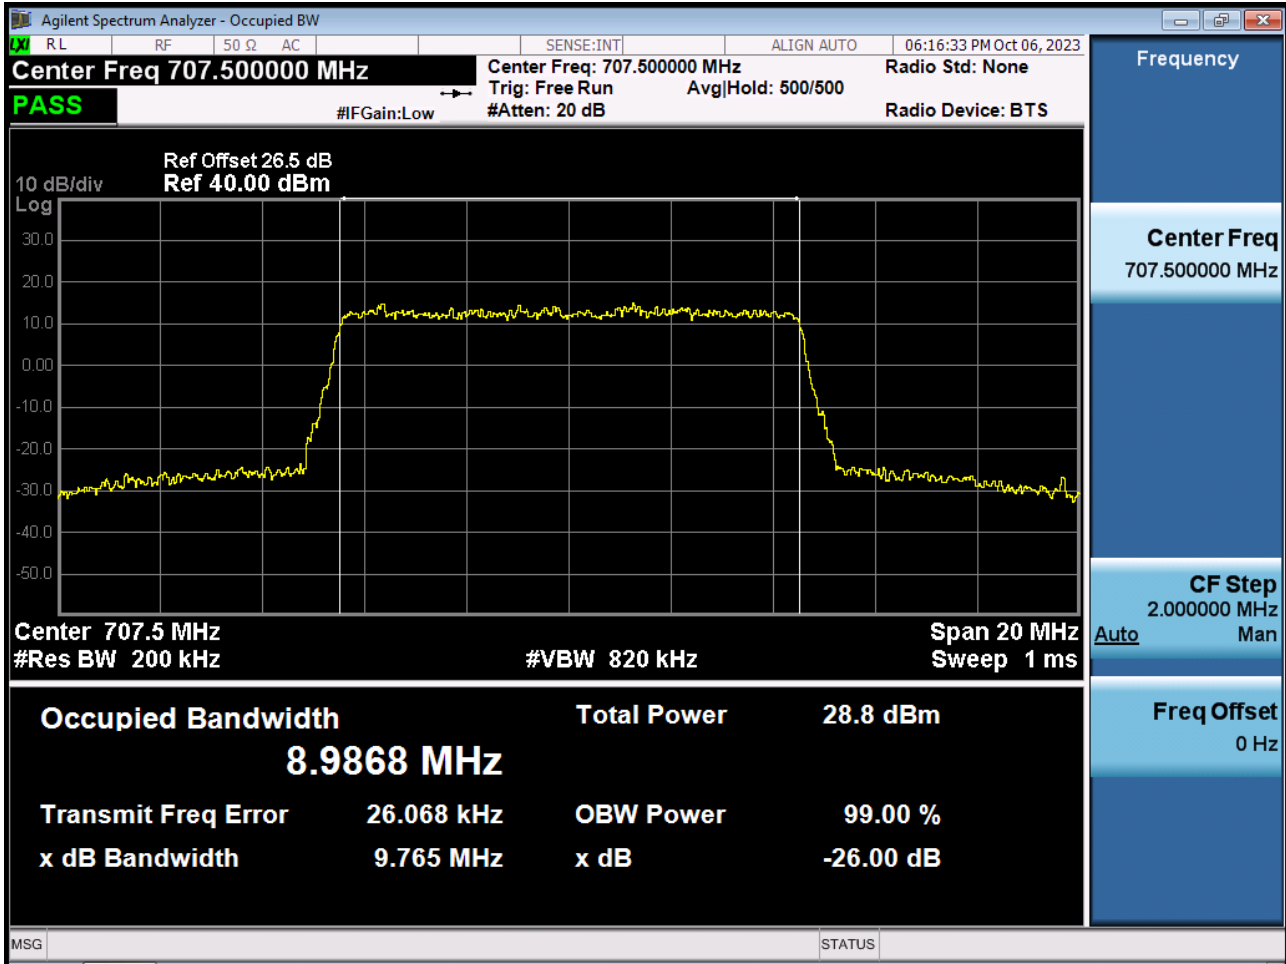 Agilent Spectrum Analyzer - Occupied BW
LXI RL RF 50 Ω AC SENSE:INT ALIGN AUTO 06:16:33 PM Oct 06, 2023
Center Freq 707.500000 MHz
Center Freq: 707.500000 MHz
Radio Std: None
Trig: Free Run
Avg|Hold: 500/500
PASS
#IFGain:Low
#Atten: 20 dB
Radio Device: BTS
Ref Offset 26.5 dB
10 dB/div
Ref 40.00 dBm
Log
30.0
20.0
10.0
0.00
-10.0
-20.0
-30.0
-40.0
-50.0
Center 707.5 MHz
Span 20 MHz
#Res BW 200 kHz
#VBW 820 kHz
Sweep 1 ms
Occupied Bandwidth
Total Power 28.8 dBm
8.9868 MHz
Transmit Freq Error 26.068 kHz
OBW Power 99.00 %
x dB Bandwidth 9.765 MHz
x dB -26.00 dB
MSG
STATUS
Frequency
Center Freq
707.500000 MHz
CF Step
2.000000 MHz
Auto Man
Freq Offset
0 Hz